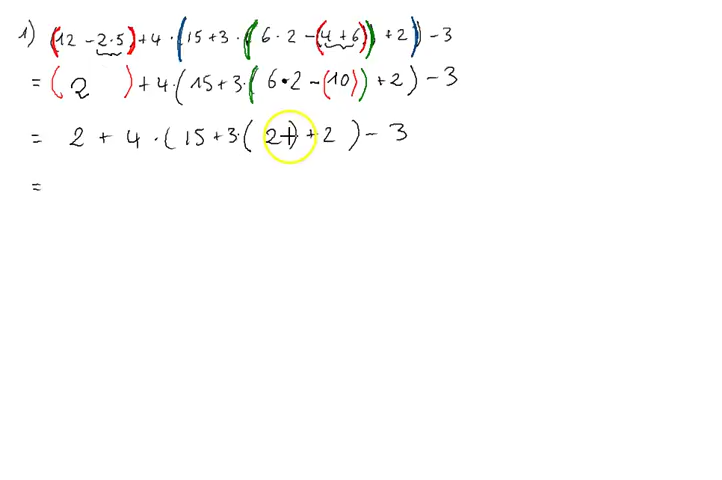 1) (12 - 2·5) + 4 · (15 + 3 · (6 · 2 - (4 + 6)) + 2) - 3
= ( 2 ) + 4 · (15 + 3 · (6 · 2 - (10)) + 2) - 3
= 2 + 4 · (15 + 3 · (2) + 2) - 3
=